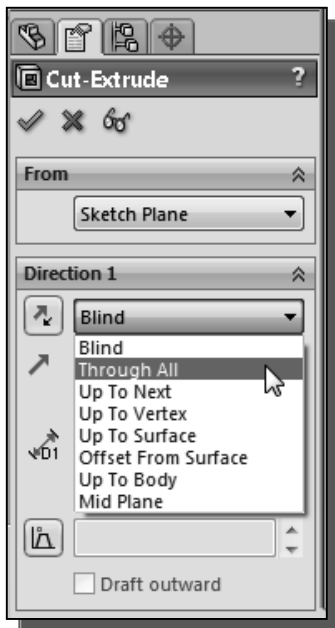 Cut-Extrude ?
From
Sketch Plane
Direction 1
Blind
Blind
Through All
Up To Next
Up To Vertex
Up To Surface
D1
Offset From Surface
Up To Body
Mid Plane
Draft outward